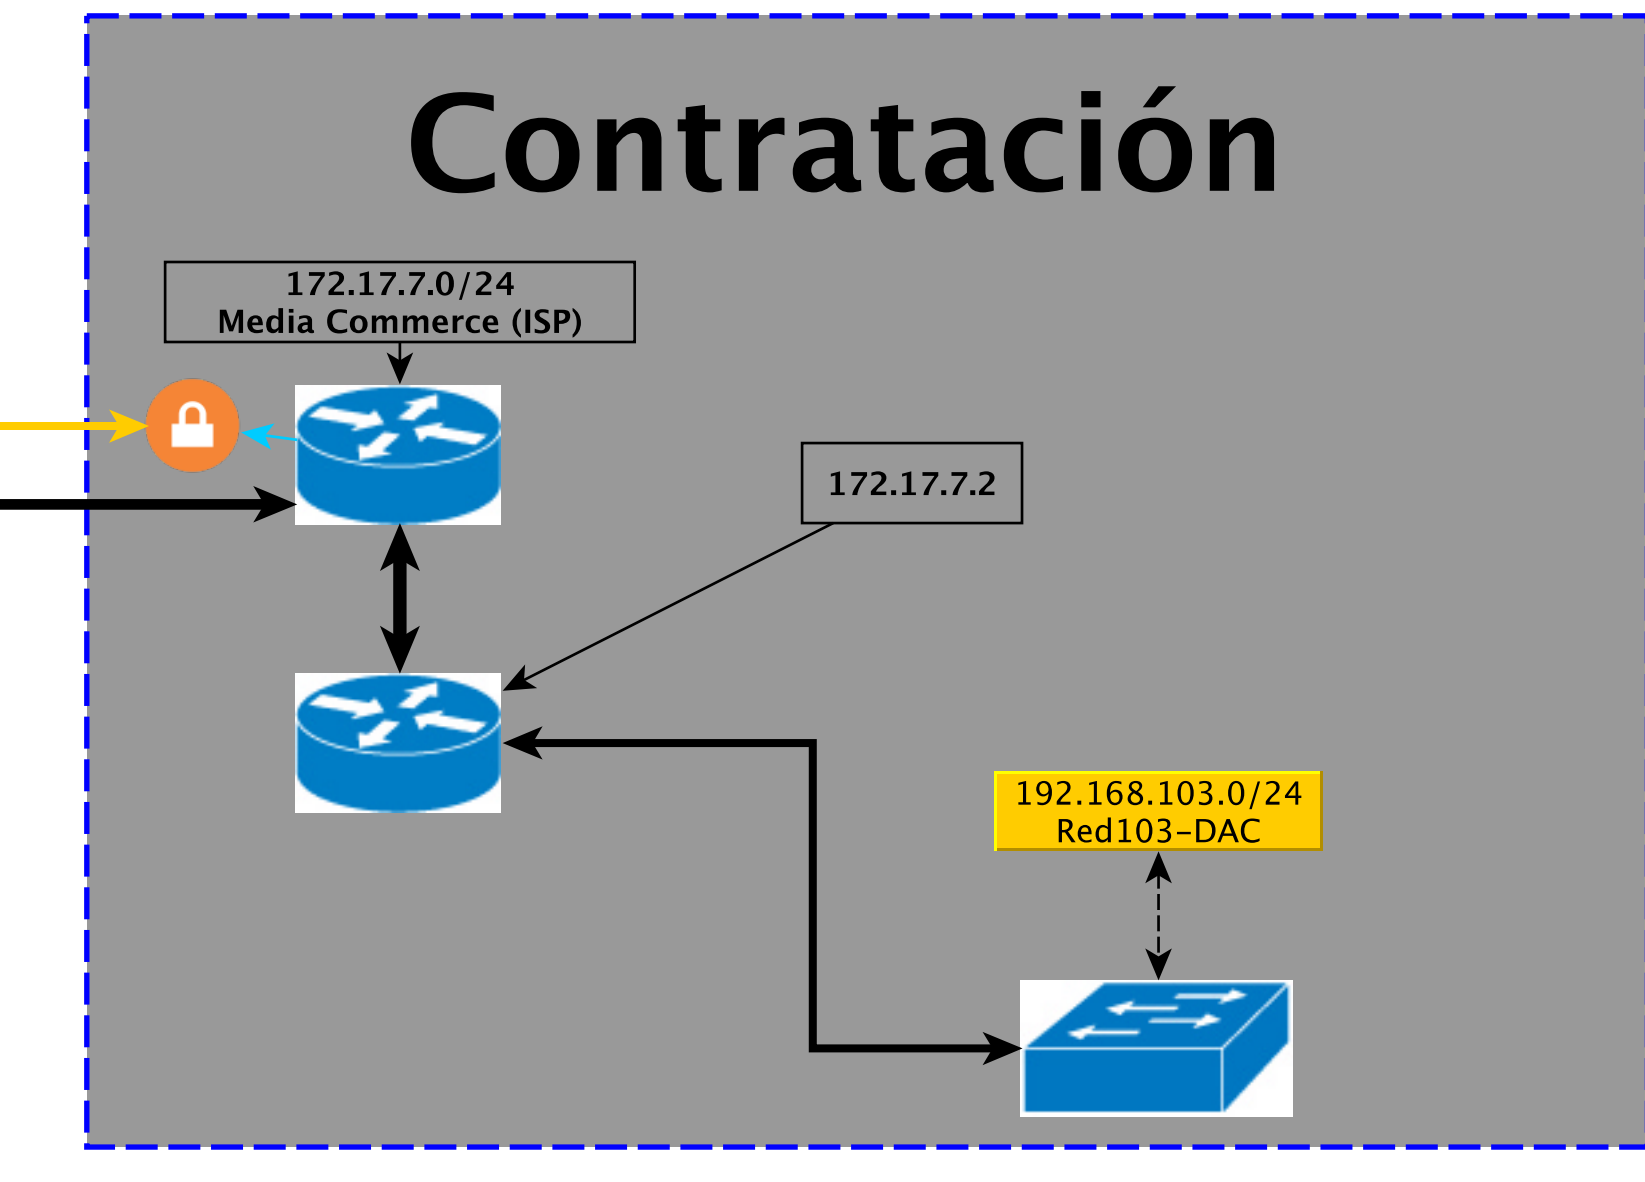 Contratación
172.17.7.0/24
Media Commerce (ISP)
172.17.7.2
192.168.103.0/24
Red103-DAC